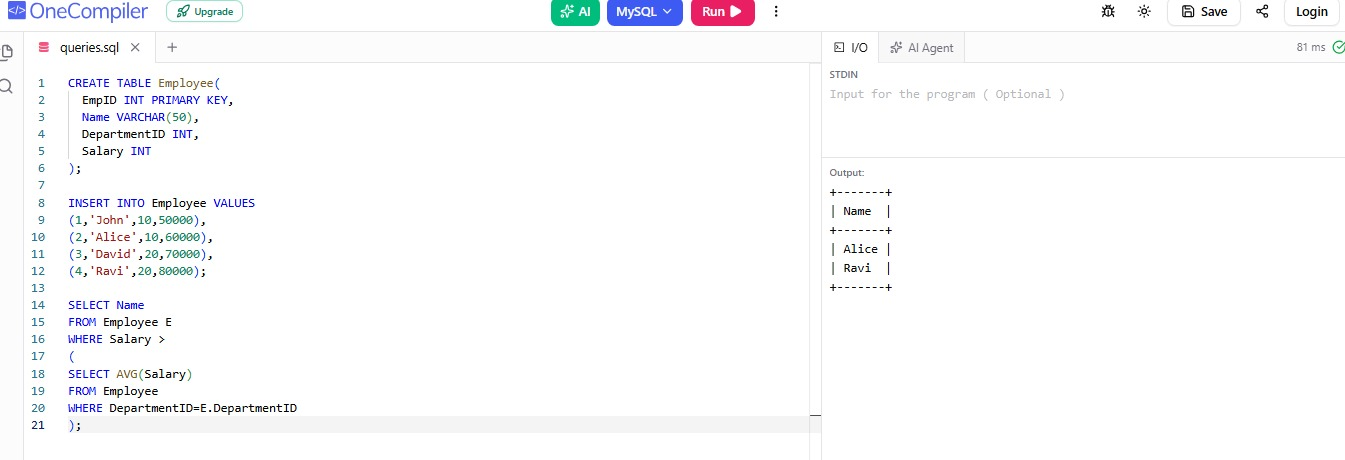 </> OneCompiler Upgrade AI MySQL Run Save Login
queries.sql
I/O AI Agent 81 ms
1 CREATE TABLE Employee(
2 EmpID INT PRIMARY KEY,
3 Name VARCHAR(50),
4 DepartmentID INT,
5 Salary INT
6 );
7
8 INSERT INTO Employee VALUES
9 (1,'John',10,50000),
10 (2,'Alice',10,60000),
11 (3,'David',20,70000),
12 (4,'Ravi',20,80000);
13
14 SELECT Name
15 FROM Employee E
16 WHERE Salary >
17 (
18 SELECT AVG(Salary)
19 FROM Employee
20 WHERE DepartmentID=E.DepartmentID
21 );
STDIN
Input for the program ( Optional )
Output:
+-------+
| Name  |
+-------+
| Alice |
| Ravi  |
+-------+